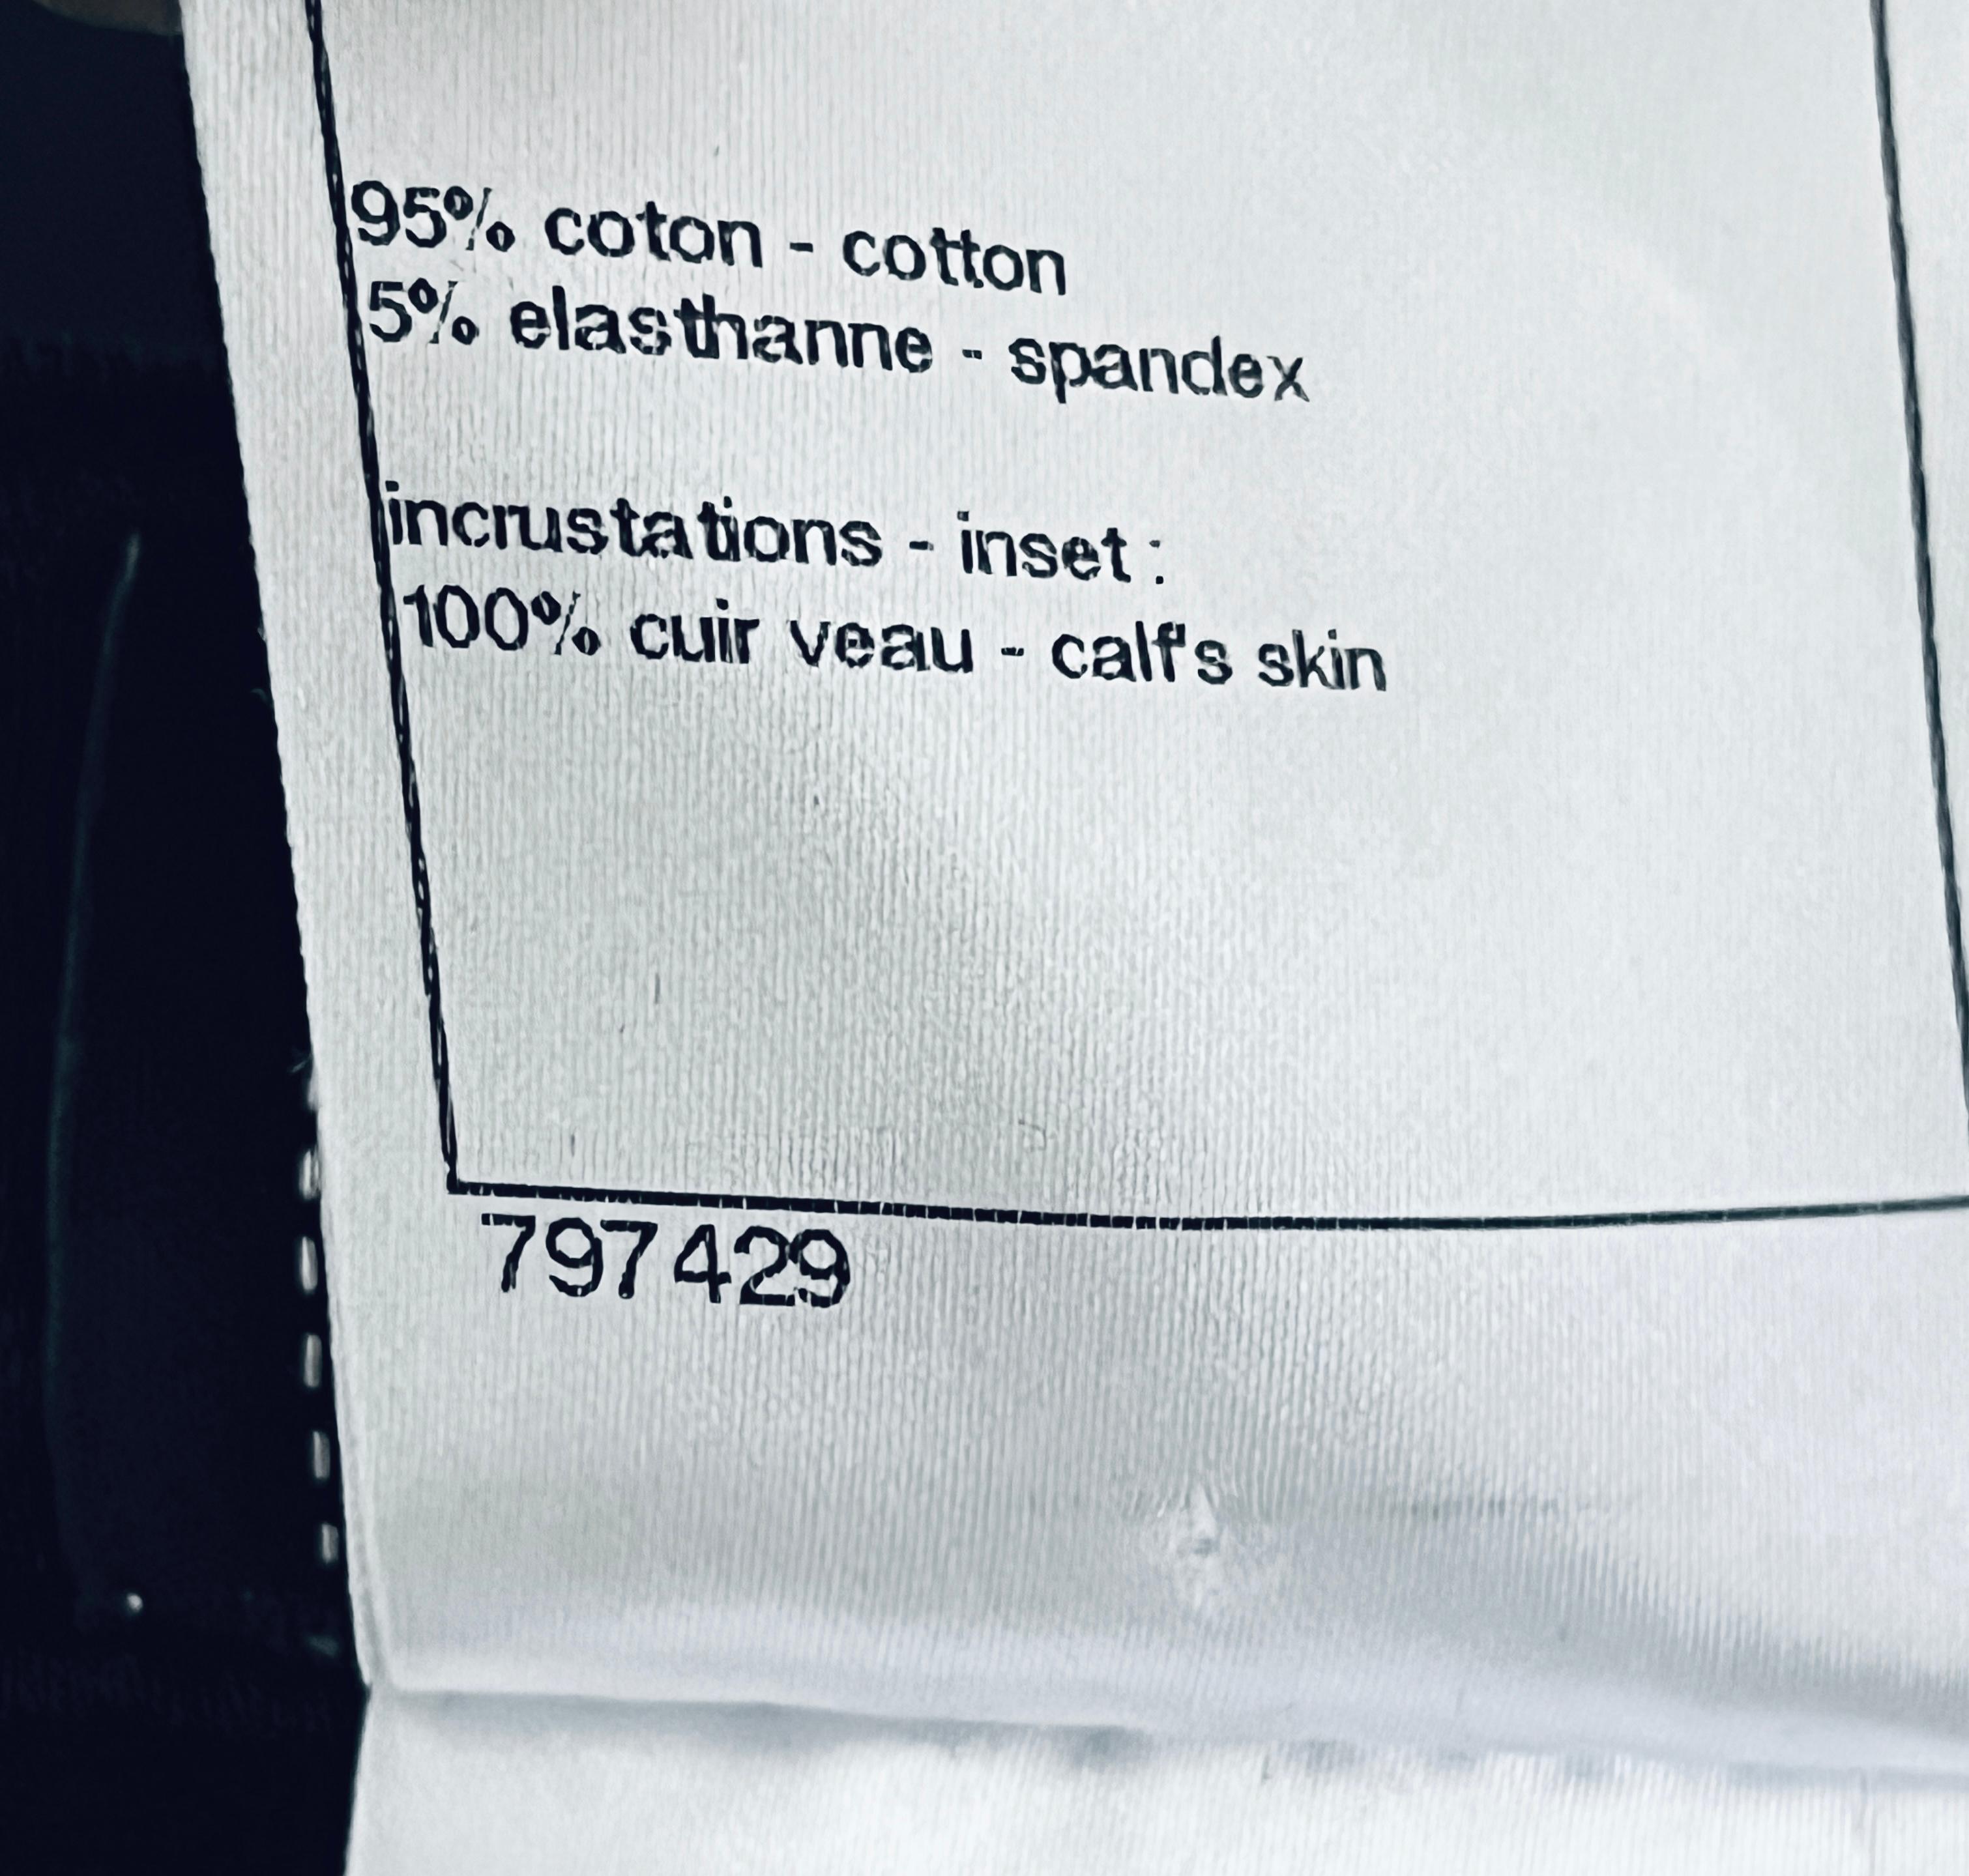 95% coton - cotton
5% elasthanne - spandex
incrustations - inset :
100% cuir veau - calf's skin
797429